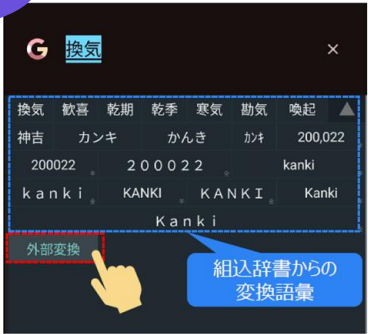 G 換気 ×
換気 歓喜 乾期 乾季 寒気 勘気 喚起 ▲
神吉 カンキ かんき ｶﾝｷ 200,022
200022 ２０００２２ kanki
ｋａｎｋｉ KANKI ＫＡＮＫＩ Kanki
Ｋａｎｋｉ
外部変換
組込辞書からの
変換語彙